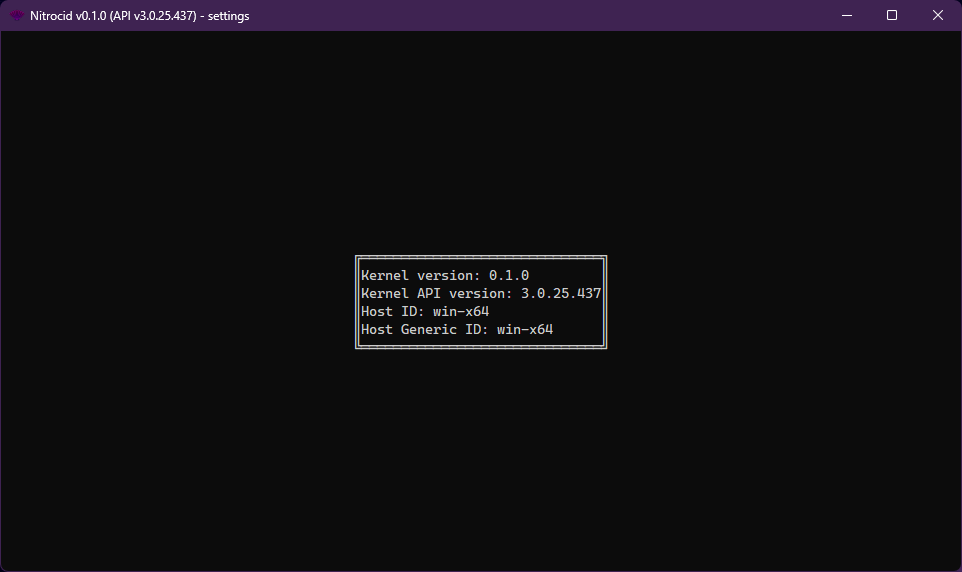 Nitrocid v0.1.0 (API v3.0.25.437) - settings
Kernel version: 0.1.0
Kernel API version: 3.0.25.437
Host ID: win-x64
Host Generic ID: win-x64